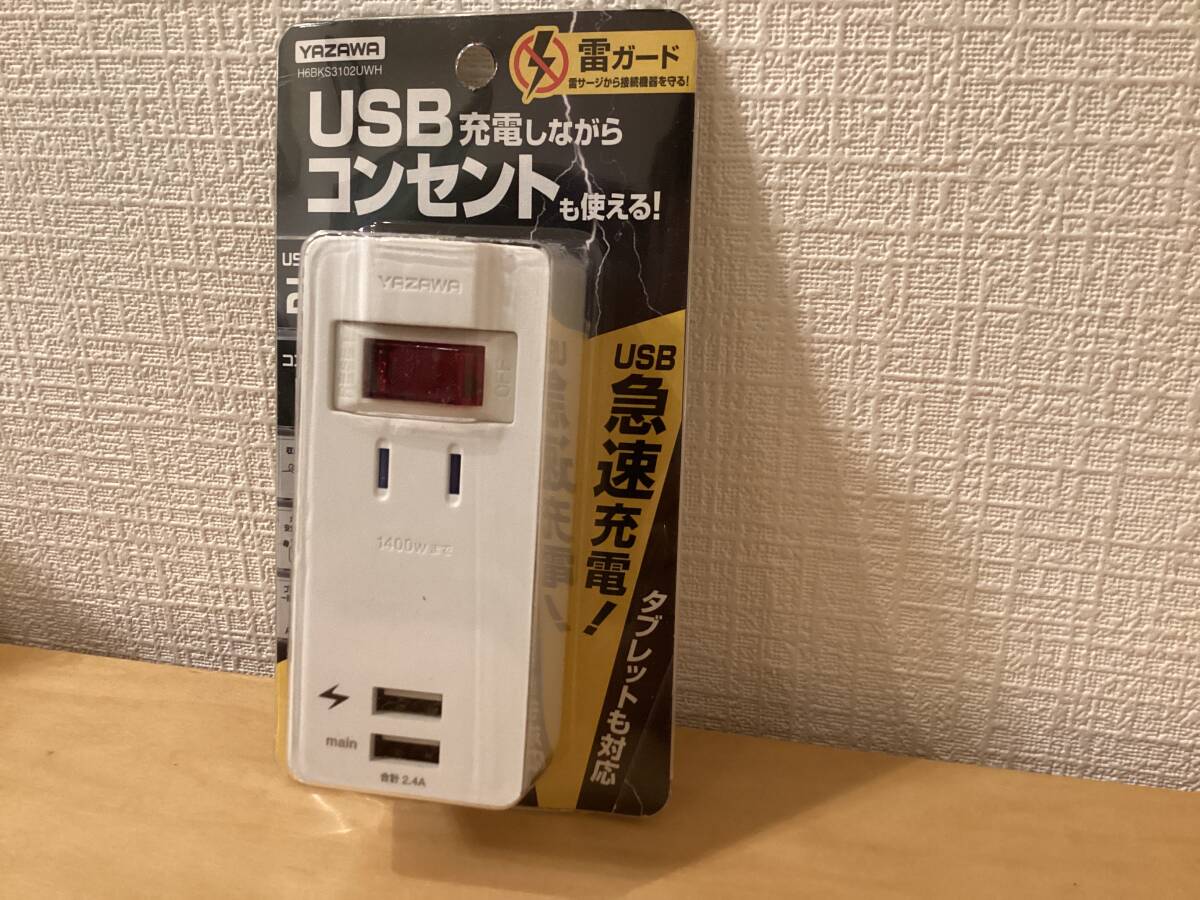 YAZAWA
H6BKS3102UWH
雷ガード
雷サージから接続機器を守る!
USB充電しながら
コンセントも使える!
US
YAZAWA
USB
急速充電!
タブレットも対応
1400wまで
main
合計 2.4A